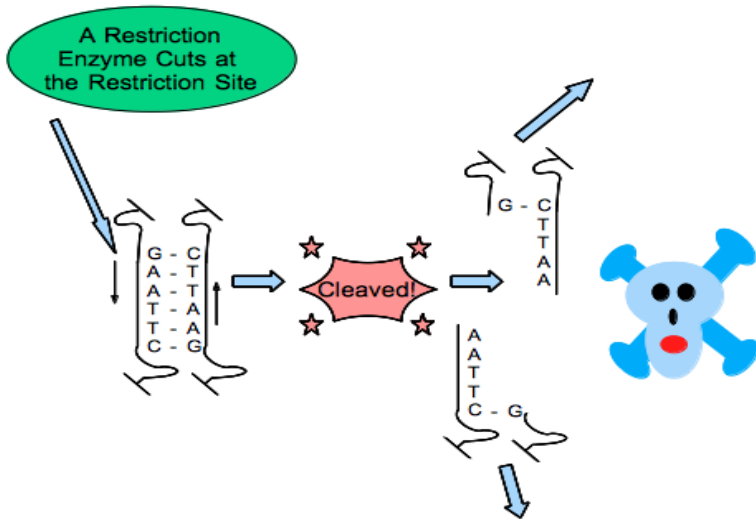 A Restriction
Enzyme Cuts at
the Restriction Site
G - C
A - T
A - T
T - A
T - A
C - G
Cleaved!
G - C
T
T
A
A
A
A
T
T
C - G